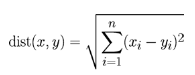 dist(x, y) = √(∑_{i=1}^{n} (x_i − y_i)²)